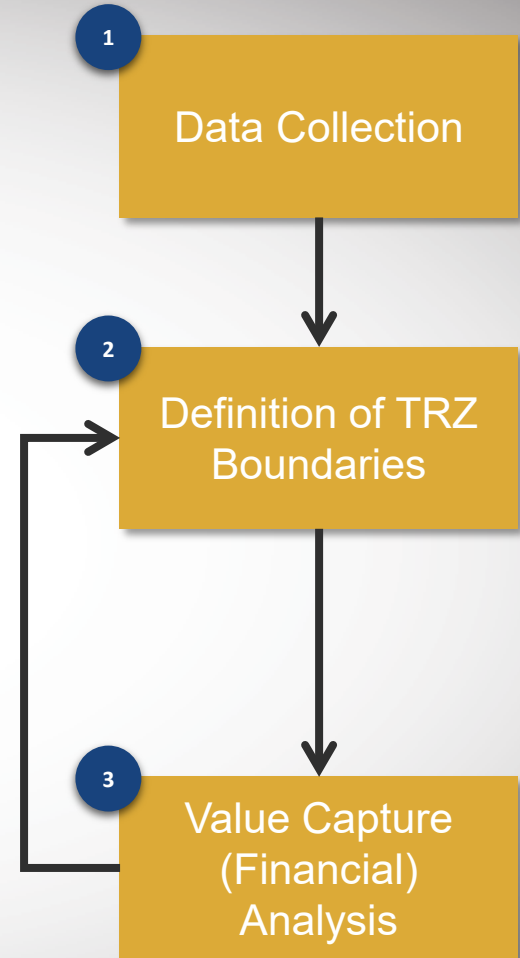 1
Data Collection
2
Definition of TRZ
Boundaries
3
Value Capture
(Financial)
Analysis